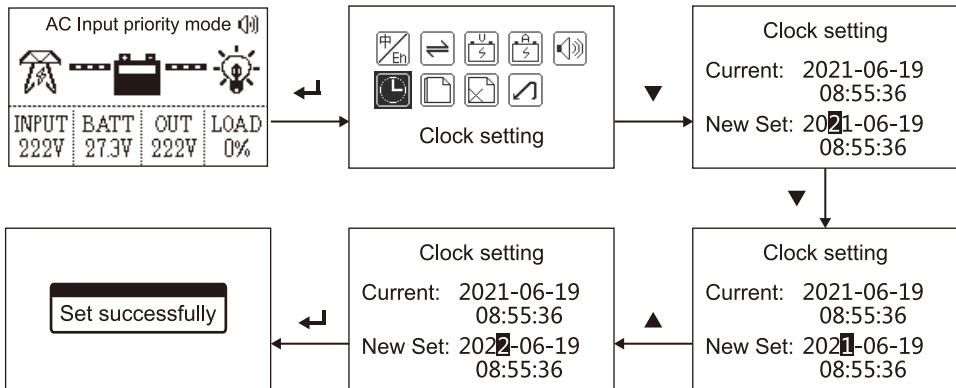 AC Input priority mode
INPUT BATT OUT LOAD
222V 27.3V 222V 0%
中/En
U
A
Clock setting
Clock setting
Current: 2021-06-19
08:55:36
New Set: 2021-06-19
08:55:36
Set successfully
Clock setting
Current: 2021-06-19
08:55:36
New Set: 2022-06-19
08:55:36
Clock setting
Current: 2021-06-19
08:55:36
New Set: 2021-06-19
08:55:36